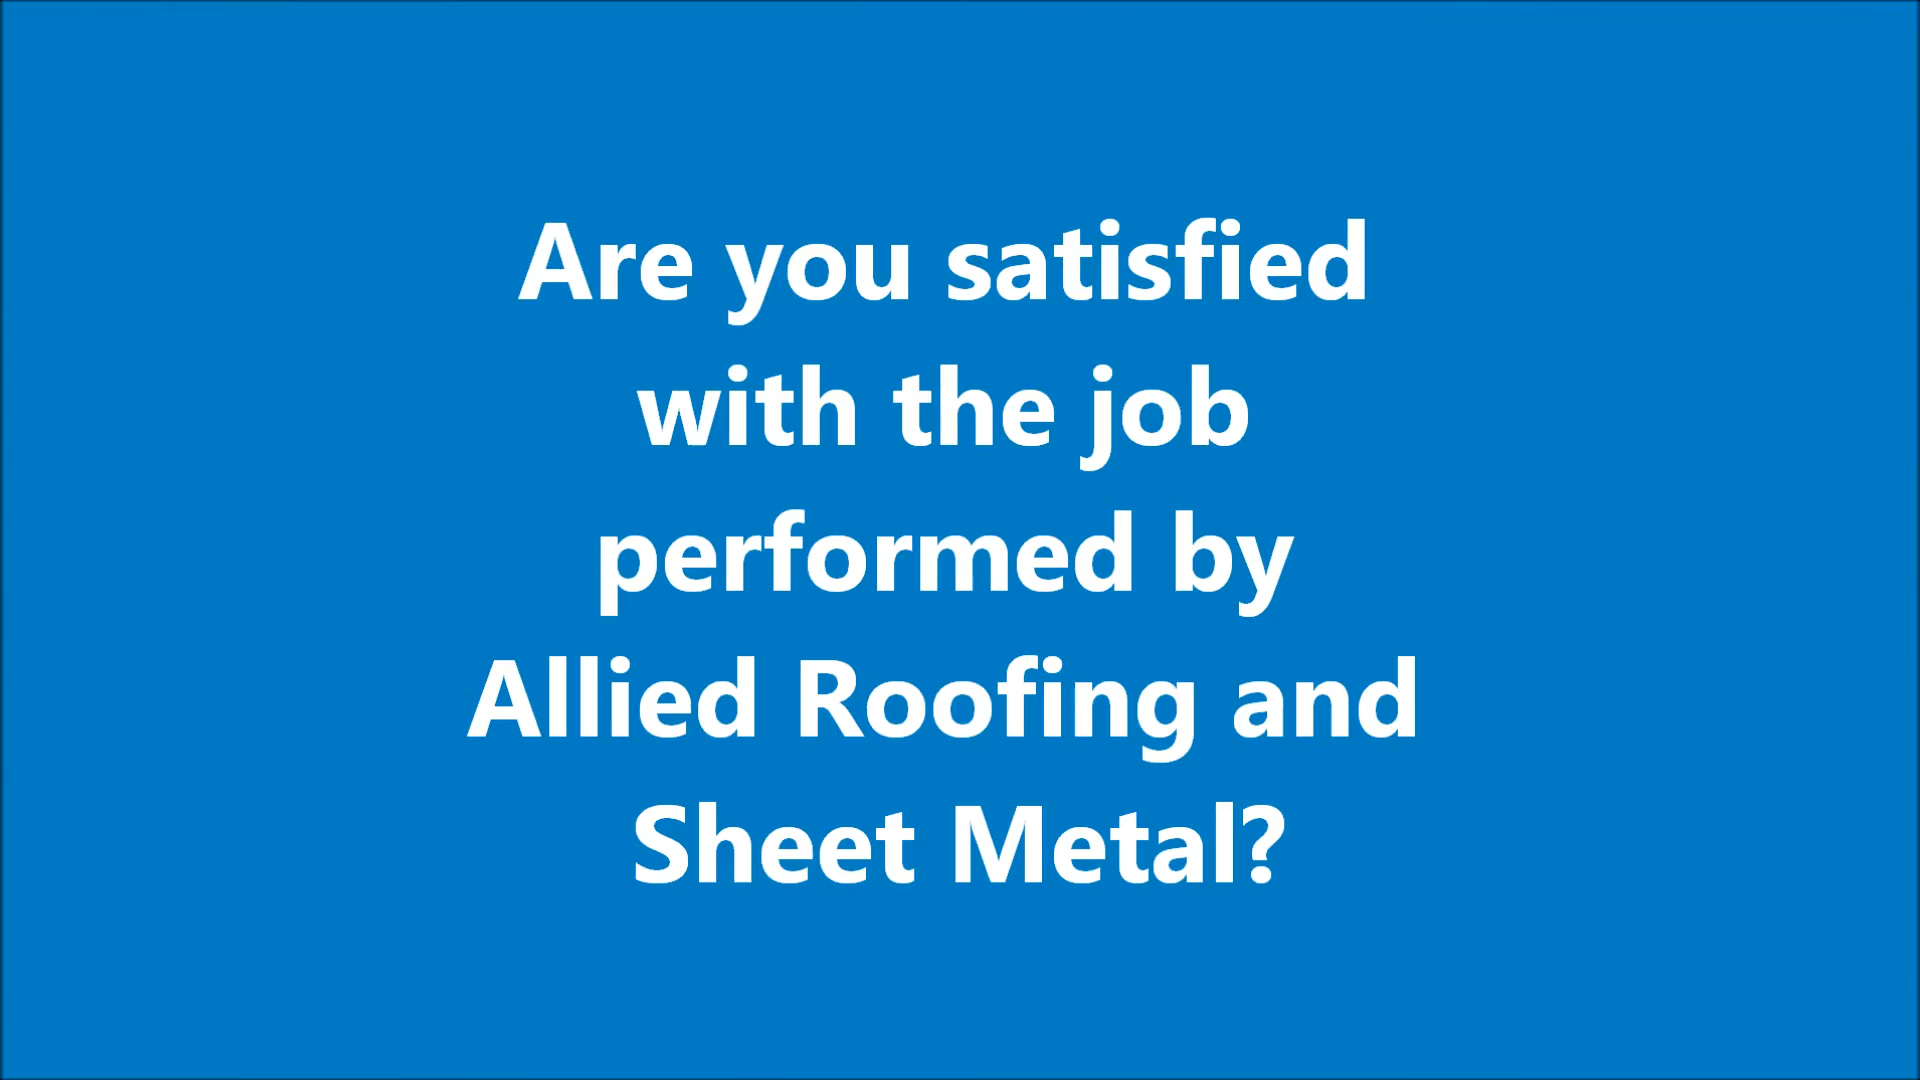 Are you satisfied
with the job
performed by
Allied Roofing and
Sheet Metal?